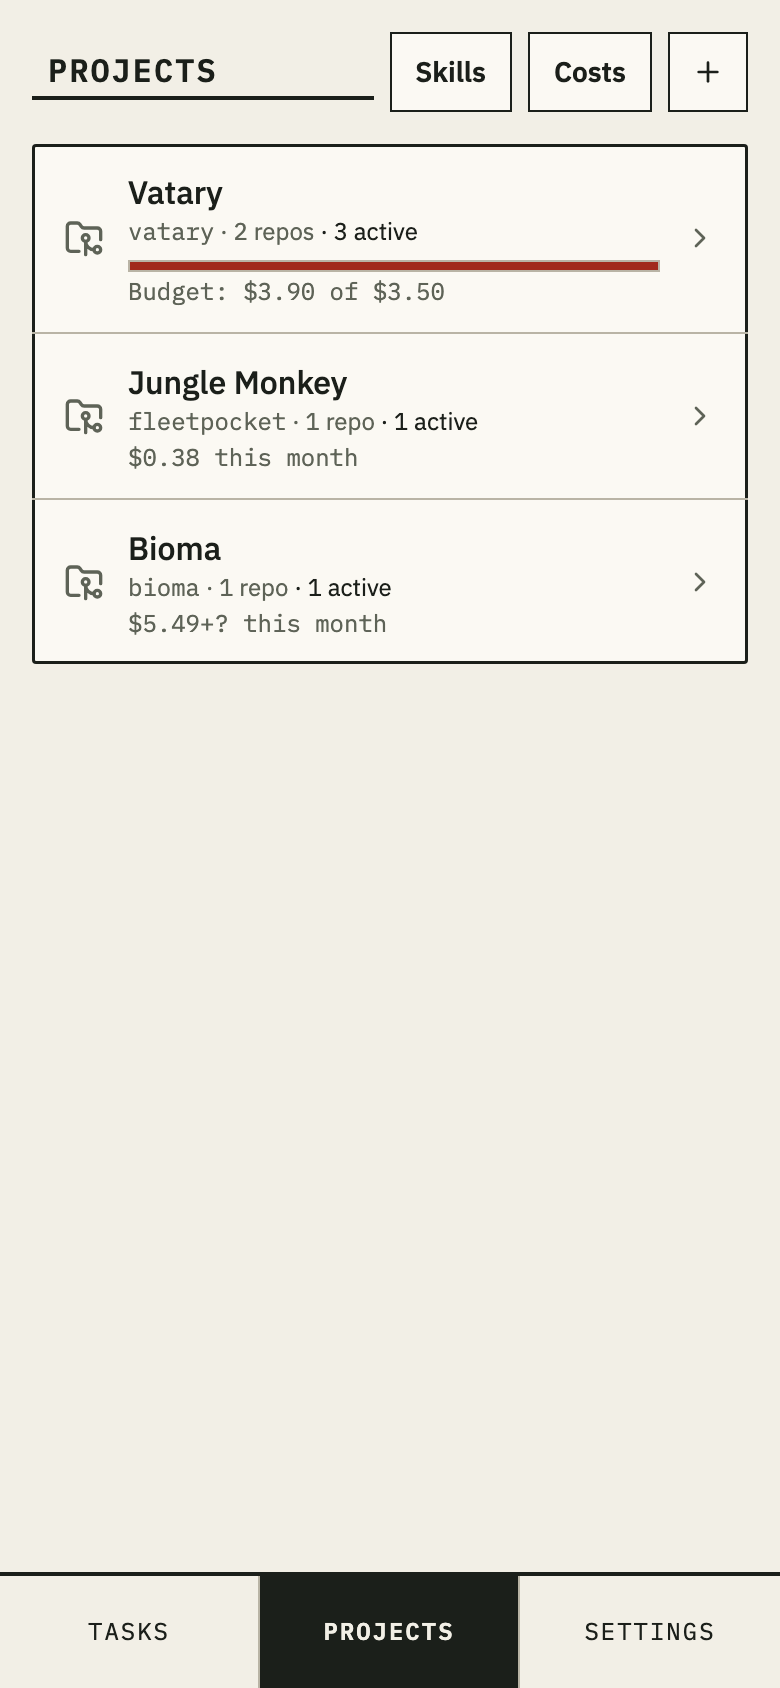 PROJECTS
Skills
Costs
+
Vatary
vatary · 2 repos · 3 active
Budget: $3.90 of $3.50
Jungle Monkey
fleetpocket · 1 repo · 1 active
$0.38 this month
Bioma
bioma · 1 repo · 1 active
$5.49+? this month
TASKS
PROJECTS
SETTINGS